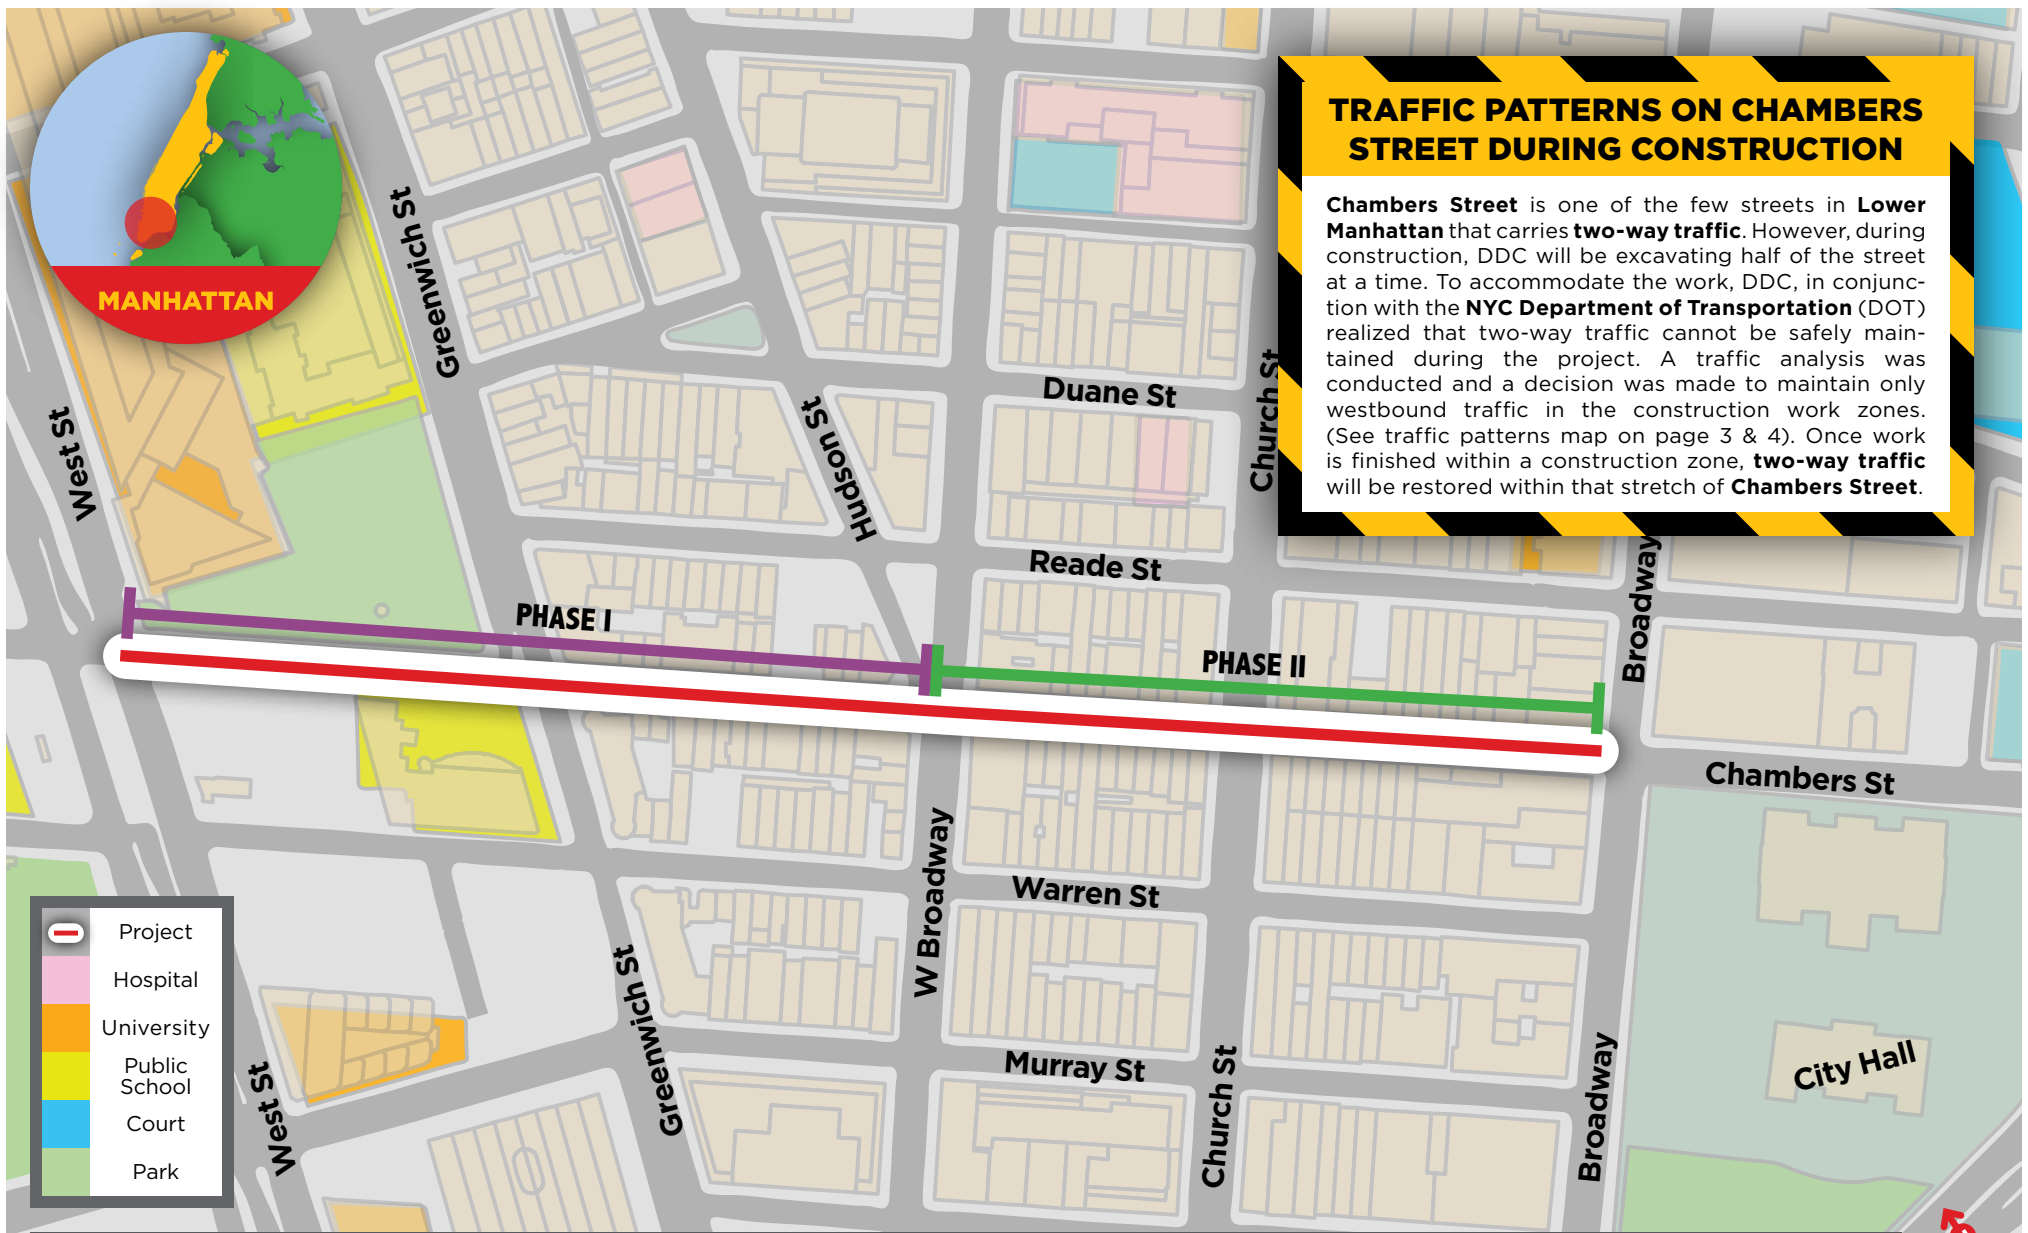 MANHATTAN
TRAFFIC PATTERNS ON CHAMBERS
STREET DURING CONSTRUCTION
Chambers Street is one of the few streets in Lower
Manhattan that carries two-way traffic. However, during
construction, DDC will be excavating half of the street
at a time. To accommodate the work, DDC, in conjunc-
tion with the NYC Department of Transportation (DOT)
realized that two-way traffic cannot be safely main-
tained during the project. A traffic analysis was
conducted and a decision was made to maintain only
westbound traffic in the construction work zones.
(See traffic patterns map on page 3 & 4). Once work
is finished within a construction zone, two-way traffic
will be restored within that stretch of Chambers Street.
Greenwich St
West St
Hudson St
Duane St
Church St
Reade St
Broadway
PHASE I
PHASE II
Chambers St
W Broadway
Warren St
Greenwich St
West St
Murray St
Church St
Broadway
City Hall
Project
Hospital
University
Public
School
Court
Park